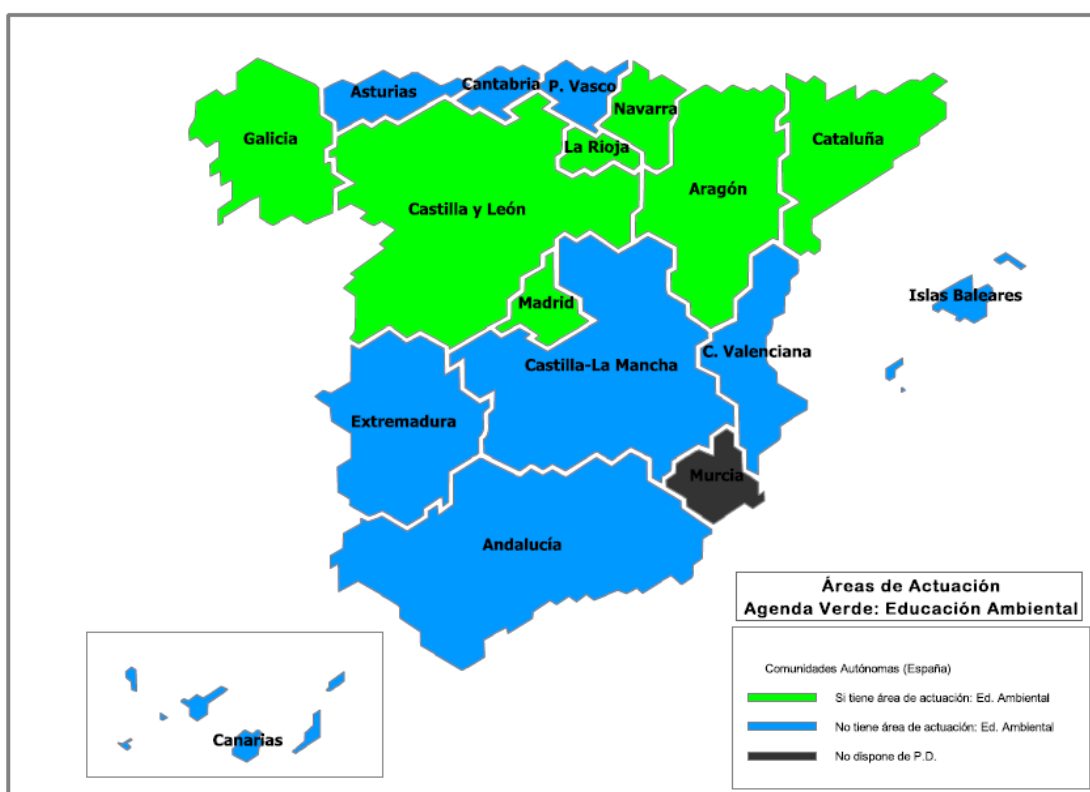 Asturias
Cantabria
P. Vasco
Navarra
Galicia
La Rioja
Cataluña
Aragón
Castilla y León
Islas Baleares
Madrid
C. Valenciana
Castilla-La Mancha
Extremadura
Murcia
Andalucía
Canarias
Áreas de Actuación
Agenda Verde: Educación Ambiental
Comunidades Autónomas (España)
Si tiene área de actuación: Ed. Ambiental
No tiene área de actuación: Ed. Ambiental
No dispone de P.D.